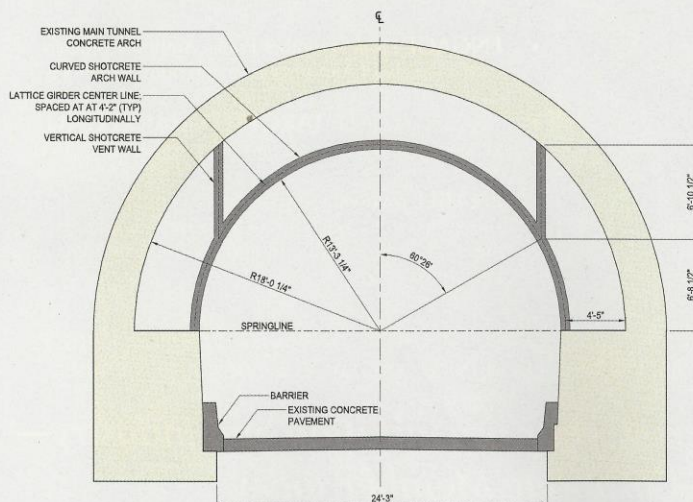 ℄
EXISTING MAIN TUNNEL
CONCRETE ARCH
CURVED SHOTCRETE
ARCH WALL
LATTICE GIRDER CENTER LINE;
SPACED AT AT 4'-2" (TYP)
LONGITUDINALLY
VERTICAL SHOTCRETE
VENT WALL
6'-10 1/2"
R13'-3 1/4"
60°26'
R18'-0 1/4"
6'-8 1/2"
4'-5"
SPRINGLINE
BARRIER
EXISTING CONCRETE
PAVEMENT
24'-3"